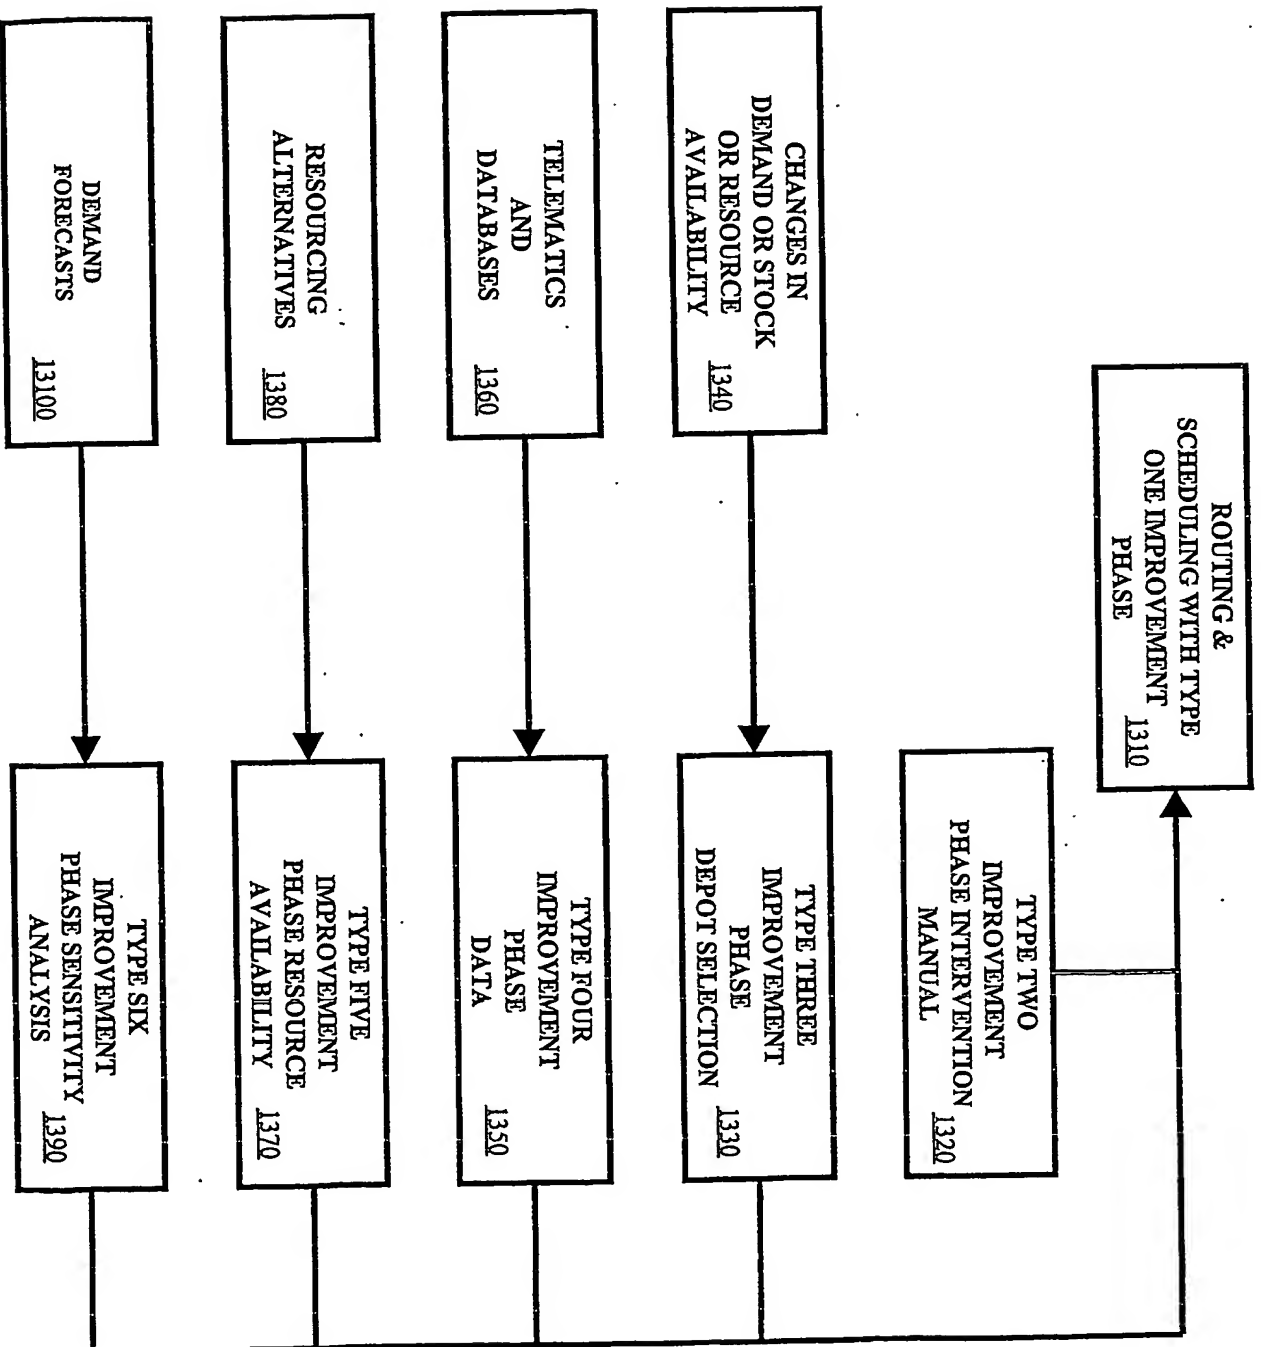 ROUTING &
SCHEDULING WITH TYPE
ONE IMPROVEMENT
PHASE
1310
TYPE TWO
IMPROVEMENT
PHASE INTERVENTION
MANUAL
1320
CHANGES IN
DEMAND OR STOCK
OR RESOURCE
AVAILABILITY
1340
TYPE THREE
IMPROVEMENT
PHASE
DEPOT SELECTION
1330
TELEMATICS
AND
DATABASES
1360
TYPE FOUR
IMPROVEMENT
PHASE
DATA
1350
RESOURCING
ALTERNATIVES
1380
TYPE FIVE
IMPROVEMENT
PHASE RESOURCE
AVAILABILITY
1370
DEMAND
FORECASTS
13100
TYPE SIX
IMPROVEMENT
PHASE SENSITIVITY
ANALYSIS
1390